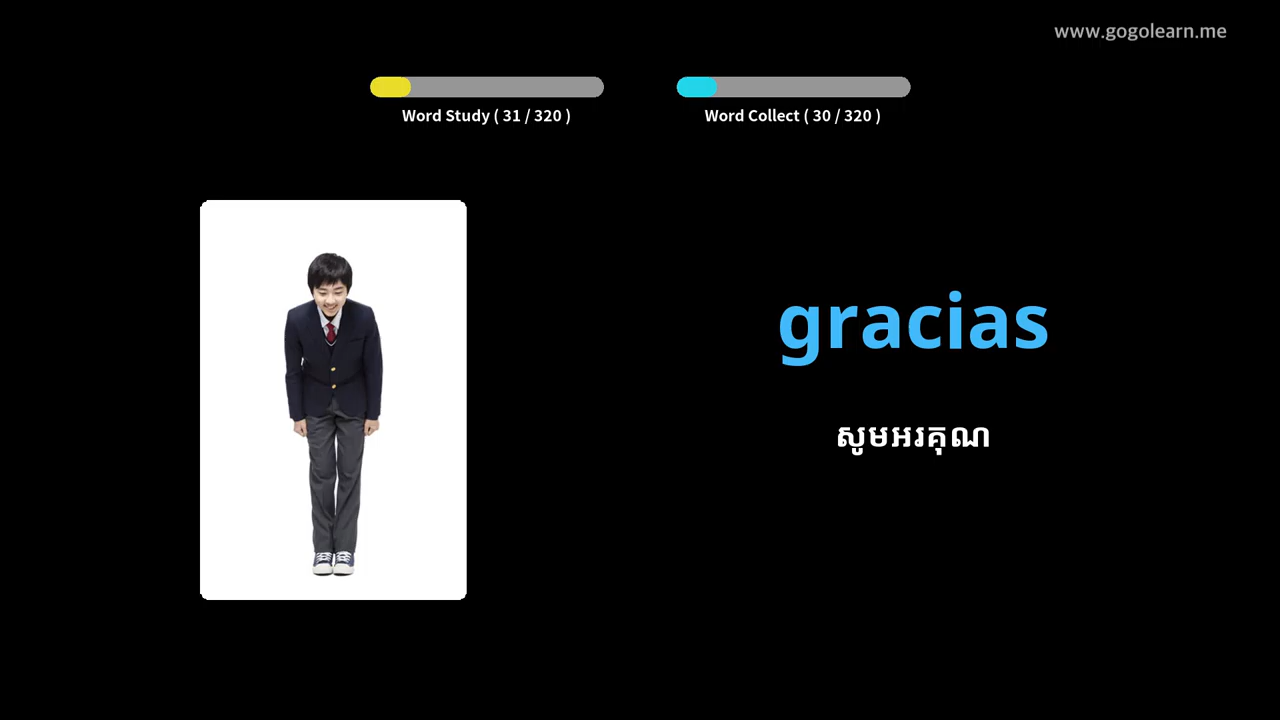 www.gogolearn.me
Word Study ( 31 / 320 )
Word Collect ( 30 / 320 )
gracias
សូមអរគុណ